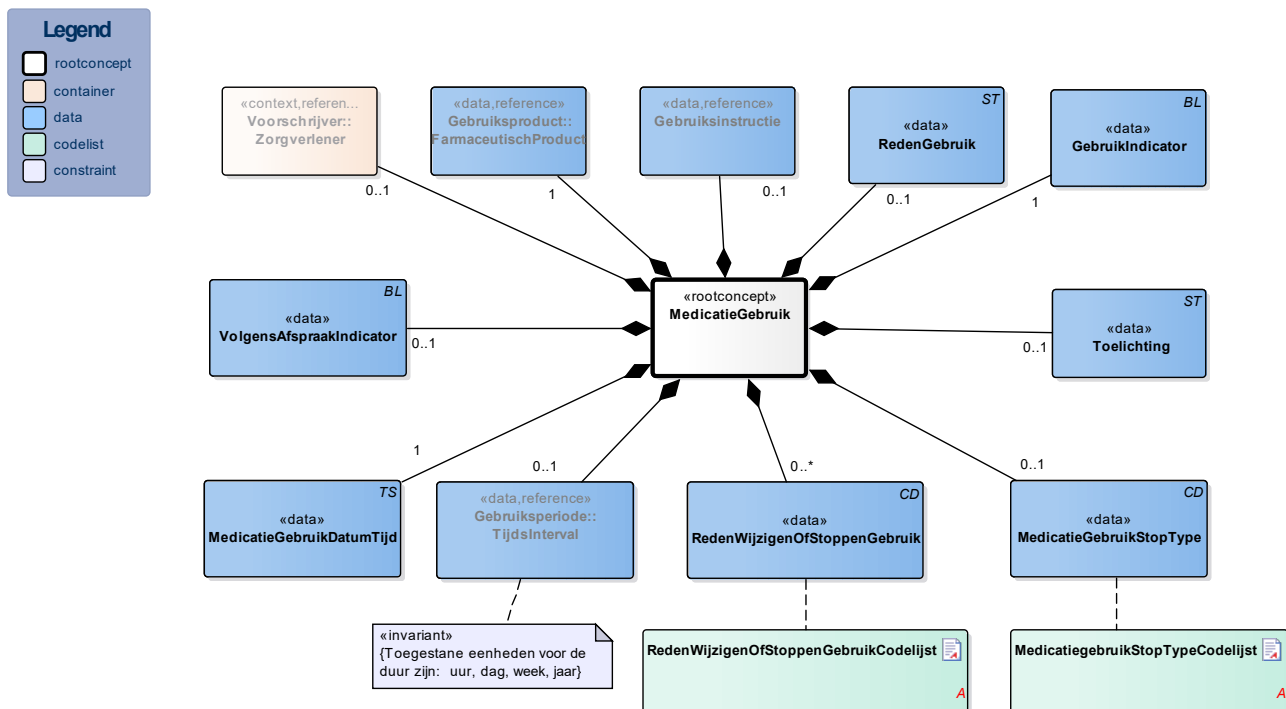 Legend
rootconcept
container
data
codelist
constraint
«context,referen...
Voorschrijver::
Zorgverlener
0..1
«data,reference»
Gebruiksproduct::
FarmaceutischProduct
1
«data,reference»
Gebruiksinstructie
0..1
ST
«data»
RedenGebruik
0..1
BL
«data»
GebruikIndicator
1
BL
«data»
VolgensAfspraakIndicator
0..1
«rootconcept»
MedicatieGebruik
ST
«data»
Toelichting
0..1
TS
«data»
MedicatieGebruikDatumTijd
1
«data,reference»
Gebruiksperiode::
TijdsInterval
0..1
CD
«data»
RedenWijzigenOfStoppenGebruik
0..*
CD
«data»
MedicatieGebruikStopType
0..1
«invariant»
{Toegestane eenheden voor de
duur zijn: uur, dag, week, jaar}
RedenWijzigenOfStoppenGebruikCodelijst
A
MedicatiegebruikStopTypeCodelijst
A